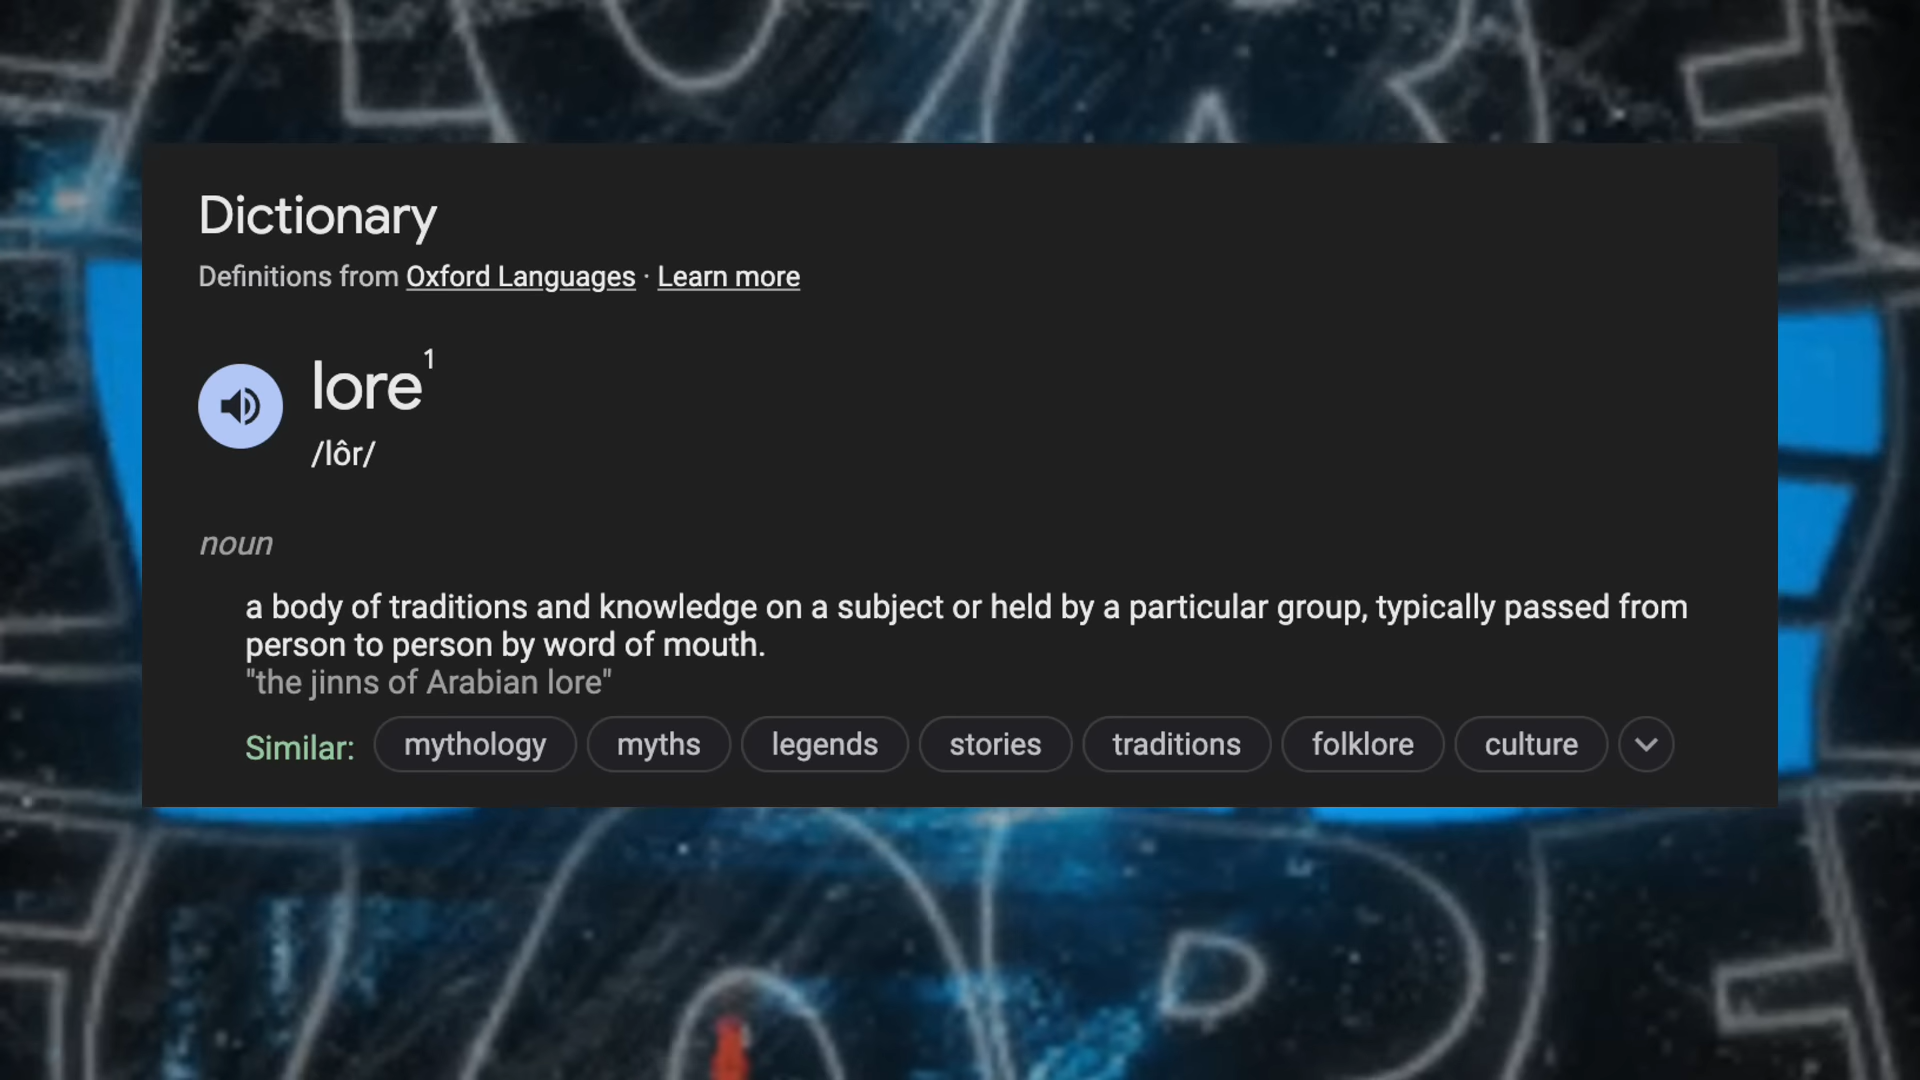 Dictionary
Definitions from Oxford Languages · Learn more
lore¹
/lôr/
noun
a body of traditions and knowledge on a subject or held by a particular group, typically passed from
person to person by word of mouth.
"the jinns of Arabian lore"
Similar: mythology myths legends stories traditions folklore culture